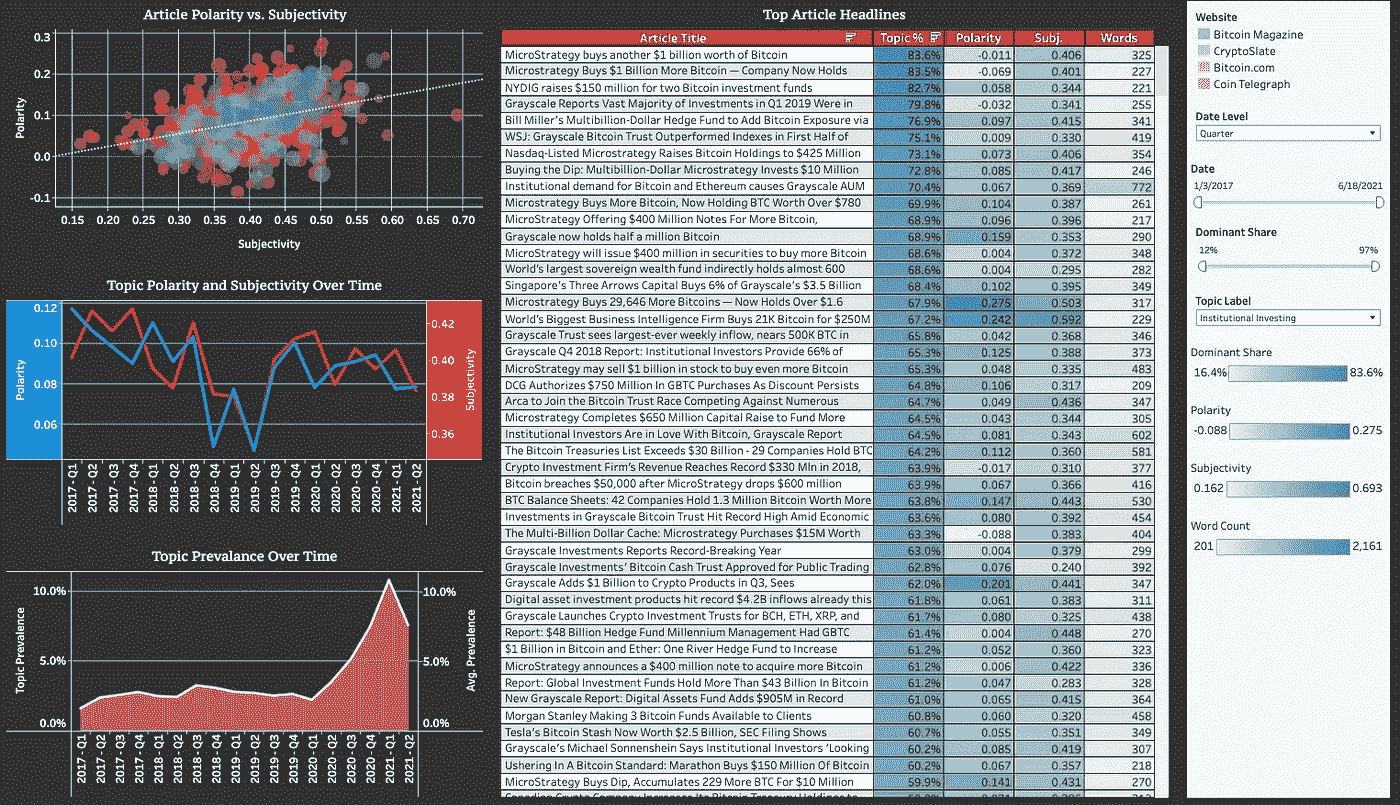 Article Polarity vs. Subjectivity
0.3
0.2
0.1
0.0
-0.1
Polarity
0.15 0.20 0.25 0.30 0.35 0.40 0.45 0.50 0.55 0.60 0.65 0.70
Subjectivity
Topic Polarity and Subjectivity Over Time
0.12
0.10
0.08
0.06
Polarity
0.42
0.40
0.38
0.36
Subjectivity
2017 - Q1 2017 - Q2 2017 - Q3 2017 - Q4 2018 - Q1 2018 - Q2 2018 - Q3 2018 - Q4 2019 - Q1 2019 - Q2 2019 - Q3 2019 - Q4 2020 - Q1 2020 - Q2 2020 - Q3 2020 - Q4 2021 - Q1 2021 - Q2
Topic Prevalance Over Time
10.0%
5.0%
0.0%
Topic Prevalence
10.0%
5.0%
0.0%
Avg. Prevalence
2017 - Q1 2017 - Q2 2017 - Q3 2017 - Q4 2018 - Q1 2018 - Q2 2018 - Q3 2018 - Q4 2019 - Q1 2019 - Q2 2019 - Q3 2019 - Q4 2020 - Q1 2020 - Q2 2020 - Q3 2020 - Q4 2021 - Q1 2021 - Q2
Top Article Headlines
Article Title Topic % Polarity Subj. Words
MicroStrategy buys another $1 billion worth of Bitcoin 83.6% -0.011 0.406 325
Microstrategy Buys $1 Billion More Bitcoin — Company Now Holds 83.5% -0.069 0.401 227
NYDIG raises $150 million for two Bitcoin investment funds 82.7% 0.058 0.344 221
Grayscale Reports Vast Majority of Investments in Q1 2019 Were in 79.8% -0.032 0.341 255
Bill Miller's Multibillion-Dollar Hedge Fund to Add Bitcoin Exposure via 76.9% 0.097 0.415 341
WSJ: Grayscale Bitcoin Trust Outperformed Indexes in First Half of 75.1% 0.009 0.330 419
Nasdaq-Listed Microstrategy Raises Bitcoin Holdings to $425 Million 73.1% 0.073 0.406 354
Buying the Dip: Multibillion-Dollar Microstrategy Invests $10 Million 72.8% 0.085 0.417 246
Institutional demand for Bitcoin and Ethereum causes Grayscale AUM 70.4% 0.067 0.369 772
Microstrategy Buys More Bitcoin, Now Holding BTC Worth Over $780 69.9% 0.104 0.387 261
MicroStrategy Offering $400 Million Notes For More Bitcoin, 68.9% 0.096 0.396 217
Grayscale now holds half a million Bitcoin 68.9% 0.159 0.353 290
MicroStrategy will issue $400 million in securities to buy more Bitcoin 68.6% 0.004 0.372 348
World's largest sovereign wealth fund indirectly holds almost 600 68.6% 0.004 0.295 282
Singapore's Three Arrows Capital Buys 6% of Grayscale's $3.5 Billion 68.4% 0.102 0.395 349
Microstrategy Buys 29,646 More Bitcoins — Now Holds Over $1.6 67.9% 0.275 0.503 317
World's Biggest Business Intelligence Firm Buys 21K Bitcoin for $250M 67.2% 0.242 0.592 229
Grayscale Trust sees largest-ever weekly inflow, nears 500K BTC in 65.8% 0.042 0.368 346
Grayscale Q4 2018 Report: Institutional Investors Provide 66% of 65.3% 0.125 0.388 373
MicroStrategy may sell $1 billion in stock to buy even more Bitcoin 65.3% 0.048 0.335 483
DCG Authorizes $750 Million In GBTC Purchases As Discount Persists 64.8% 0.106 0.317 209
Arca to Join the Bitcoin Trust Race Competing Against Numerous 64.7% 0.049 0.436 347
Microstrategy Completes $650 Million Capital Raise to Fund More 64.5% 0.043 0.344 305
Institutional Investors Are in Love With Bitcoin, Grayscale Report 64.5% 0.081 0.343 602
The Bitcoin Treasuries List Exceeds $30 Billion - 29 Companies Hold BTC 64.2% 0.112 0.360 581
Crypto Investment Firm's Revenue Reaches Record $330 Mln in 2018, 63.9% -0.017 0.310 377
Bitcoin breaches $50,000 after MicroStrategy drops $600 million 63.9% 0.067 0.366 416
BTC Balance Sheets: 42 Companies Hold 1.3 Million Bitcoin Worth More 63.8% 0.147 0.443 530
Investments in Grayscale Bitcoin Trust Hit Record High Amid Economic 63.6% 0.080 0.392 454
The Multi-Billion Dollar Cache: Microstrategy Purchases $15M Worth 63.3% -0.088 0.383 404
Grayscale Investments Reports Record-Breaking Year 63.0% 0.004 0.379 299
Grayscale Investments' Bitcoin Cash Trust Approved for Public Trading 62.8% 0.076 0.240 392
Grayscale Adds $1 Billion to Crypto Products in Q3, Sees 62.0% 0.201 0.441 347
Digital asset investment products hit record $4.2B inflows already this 61.8% 0.061 0.383 311
Grayscale Launches Crypto Investment Trusts for BCH, ETH, XRP, and 61.7% 0.080 0.325 438
Report: $48 Billion Hedge Fund Millennium Management Had GBTC 61.4% 0.004 0.448 270
$1 Billion in Bitcoin and Ether: One River Hedge Fund to Increase 61.2% 0.052 0.360 323
MicroStrategy announces a $400 million note to acquire more Bitcoin 61.2% 0.006 0.422 336
Report: Global Investment Funds Hold More Than $43 Billion In Bitcoin 61.2% 0.047 0.283 328
New Grayscale Report: Digital Assets Fund Adds $905M in Record 61.0% 0.065 0.415 364
Morgan Stanley Making 3 Bitcoin Funds Available to Clients 60.8% 0.060 0.320 458
Tesla's Bitcoin Stash Now Worth $2.5 Billion, SEC Filing Shows 60.7% 0.055 0.351 349
Grayscale's Michael Sonnenshein Says Institutional Investors 'Looking 60.2% 0.085 0.419 307
Ushering In A Bitcoin Standard: Marathon Buys $150 Million Of Bitcoin 60.2% 0.067 0.357 218
MicroStrategy Buys Dip, Accumulates 229 More BTC For $10 Million 59.9% 0.141 0.431 270
Website
Bitcoin Magazine
CryptoSlate
Bitcoin.com
Coin Telegraph
Date Level
Quarter
Date
1/3/2017 6/18/2021
Dominant Share
12% 97%
Topic Label
Institutional Investing
Dominant Share
16.4% 83.6%
Polarity
-0.088 0.275
Subjectivity
0.162 0.693
Word Count
201 2,161